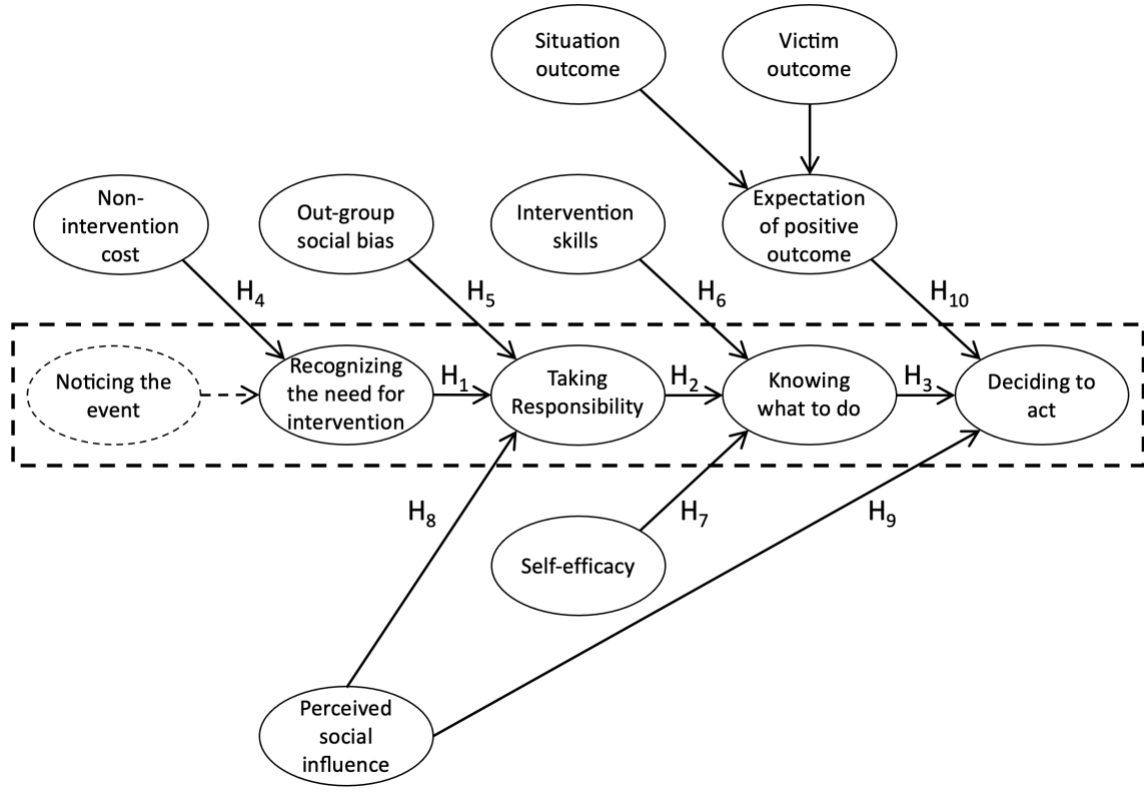 Situation
outcome
Victim
outcome
Non-
intervention
cost
Out-group
social bias
Intervention
skills
Expectation
of positive
outcome
H4
H5
H6
H10
Noticing the
event
Recognizing
the need for
intervention
H1
Taking
Responsibility
H2
Knowing
what to do
H3
Deciding to
act
H8
H7
H9
Self-efficacy
Perceived
social
influence